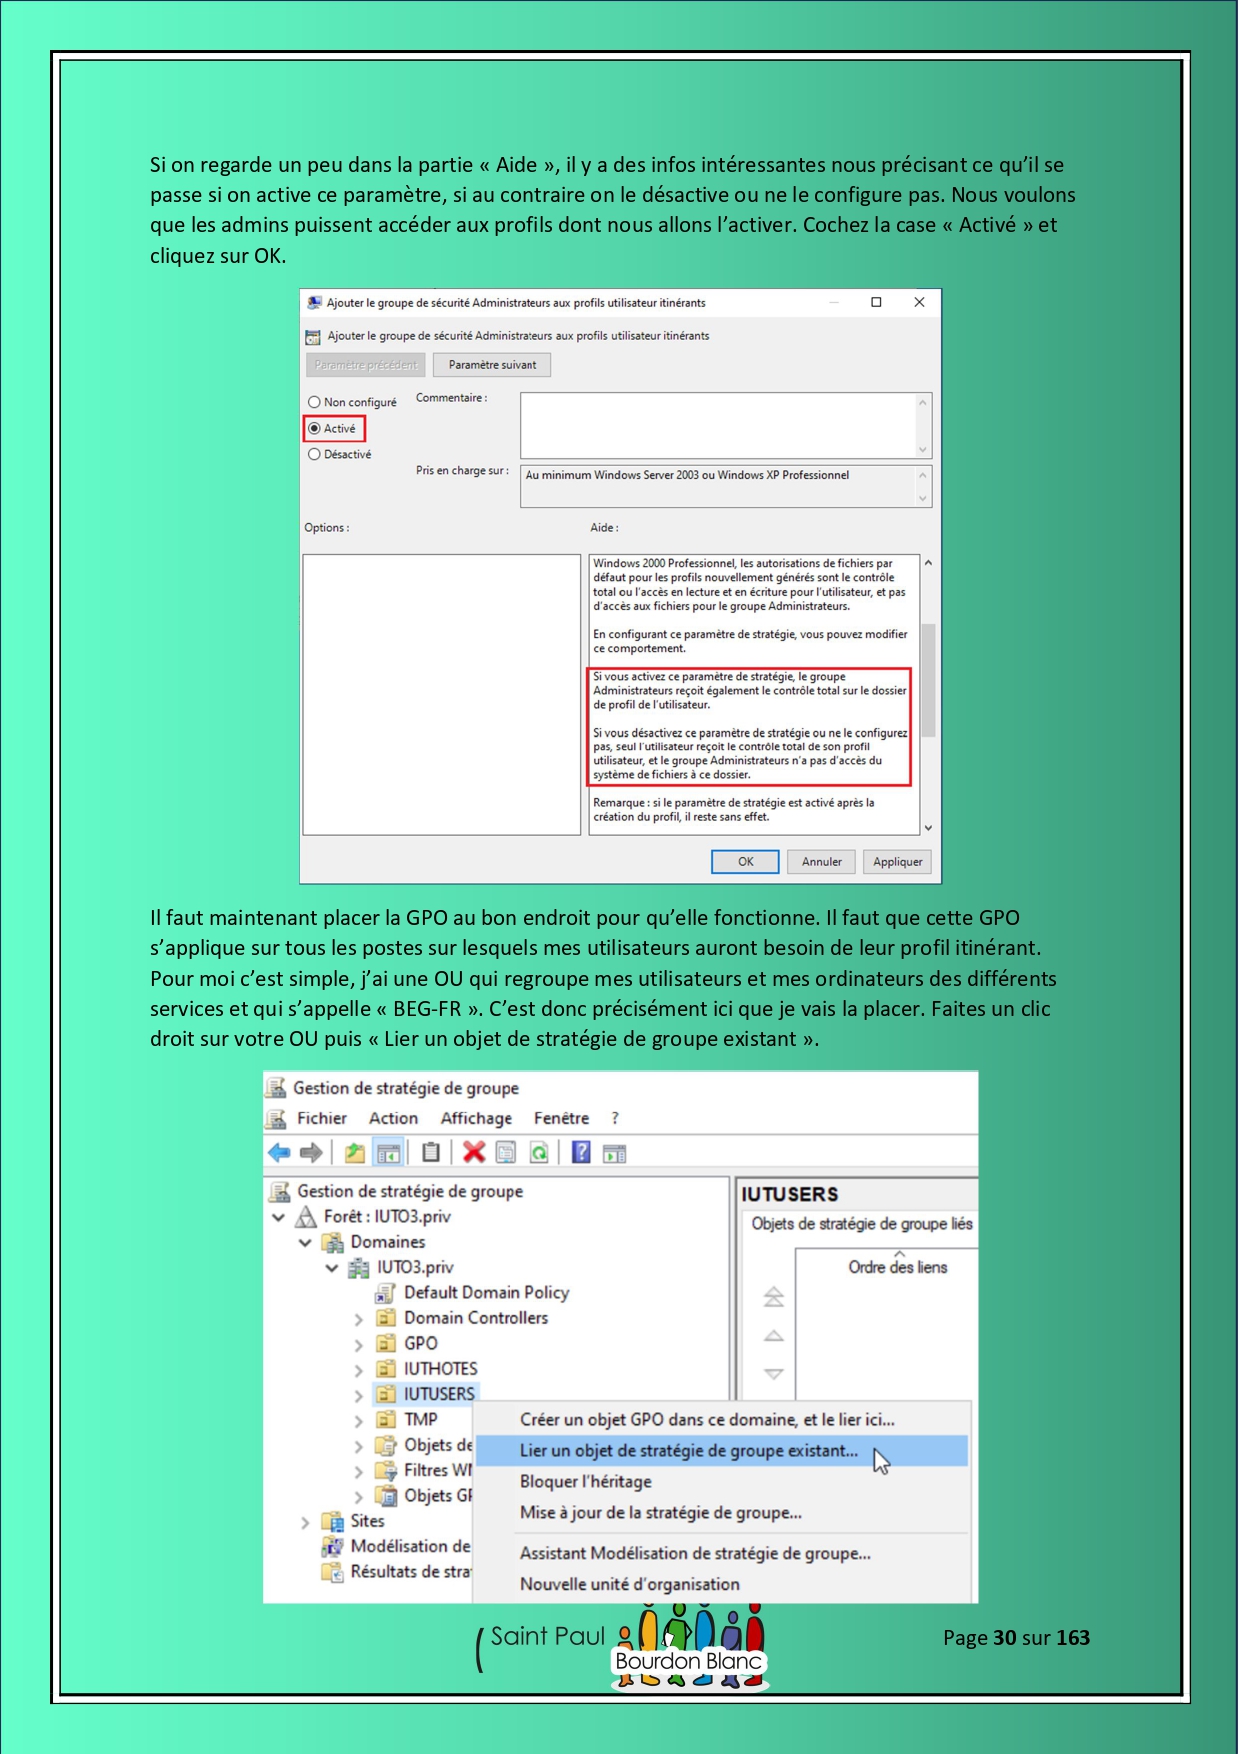 Si on regarde un peu dans la partie « Aide », il y a des infos intéressantes nous précisant ce qu’il se
passe si on active ce paramètre, si au contraire on le désactive ou ne le configure pas. Nous voulons
que les admins puissent accéder aux profils dont nous allons l’activer. Cochez la case « Activé » et
cliquez sur OK.
Ajouter le groupe de sécurité Administrateurs aux profils utilisateur itinérants
Ajouter le groupe de sécurité Administrateurs aux profils utilisateur itinérants
Paramètre précédent
Paramètre suivant
Non configuré
Commentaire :
Activé
Désactivé
Pris en charge sur :
Au minimum Windows Server 2003 ou Windows XP Professionnel
Options :
Aide :
Windows 2000 Professionnel, les autorisations de fichiers par
défaut pour les profils nouvellement générés sont le contrôle
total ou l’accès en lecture et en écriture pour l’utilisateur, et pas
d’accès aux fichiers pour le groupe Administrateurs.
En configurant ce paramètre de stratégie, vous pouvez modifier
ce comportement.
Si vous activez ce paramètre de stratégie, le groupe
Administrateurs reçoit également le contrôle total sur le dossier
de profil de l’utilisateur.
Si vous désactivez ce paramètre de stratégie ou ne le configurez
pas, seul l’utilisateur reçoit le contrôle total de son profil
utilisateur, et le groupe Administrateurs n’a pas d’accès du
système de fichiers à ce dossier.
Remarque : si le paramètre de stratégie est activé après la
création du profil, il reste sans effet.
OK
Annuler
Appliquer
Il faut maintenant placer la GPO au bon endroit pour qu’elle fonctionne. Il faut que cette GPO
s’applique sur tous les postes sur lesquels mes utilisateurs auront besoin de leur profil itinérant.
Pour moi c’est simple, j’ai une OU qui regroupe mes utilisateurs et mes ordinateurs des différents
services et qui s’appelle « BEG-FR ». C’est donc précisément ici que je vais la placer. Faites un clic
droit sur votre OU puis « Lier un objet de stratégie de groupe existant ».
Gestion de stratégie de groupe
Fichier Action Affichage Fenêtre ?
Gestion de stratégie de groupe
Forêt : IUTO3.priv
Domaines
IUTO3.priv
Default Domain Policy
Domain Controllers
GPO
IUTHOTES
IUTUSERS
TMP
Objets de
Filtres WM
Objets GP
Sites
Modélisation de
Résultats de stra
IUTUSERS
Objets de stratégie de groupe liés
Ordre des liens
Créer un objet GPO dans ce domaine, et le lier ici...
Lier un objet de stratégie de groupe existant...
Bloquer l’héritage
Mise à jour de la stratégie de groupe...
Assistant Modélisation de stratégie de groupe...
Nouvelle unité d’organisation
Saint Paul
Bourdon Blanc
Page 30 sur 163